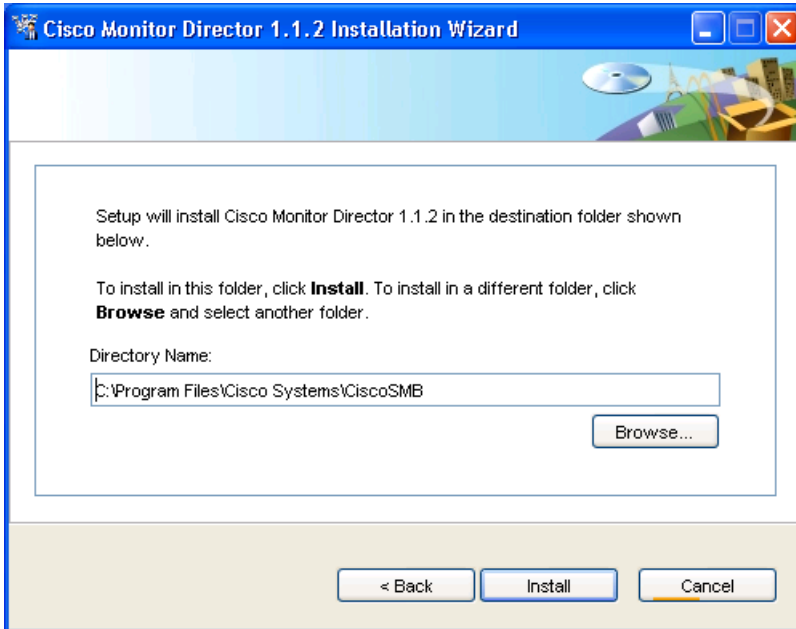 Cisco Monitor Director 1.1.2 Installation Wizard
Setup will install Cisco Monitor Director 1.1.2 in the destination folder shown
below.
To install in this folder, click Install. To install in a different folder, click
Browse and select another folder.
Directory Name:
C:\Program Files\Cisco Systems\CiscoSMB
Browse...
< Back
Install
Cancel